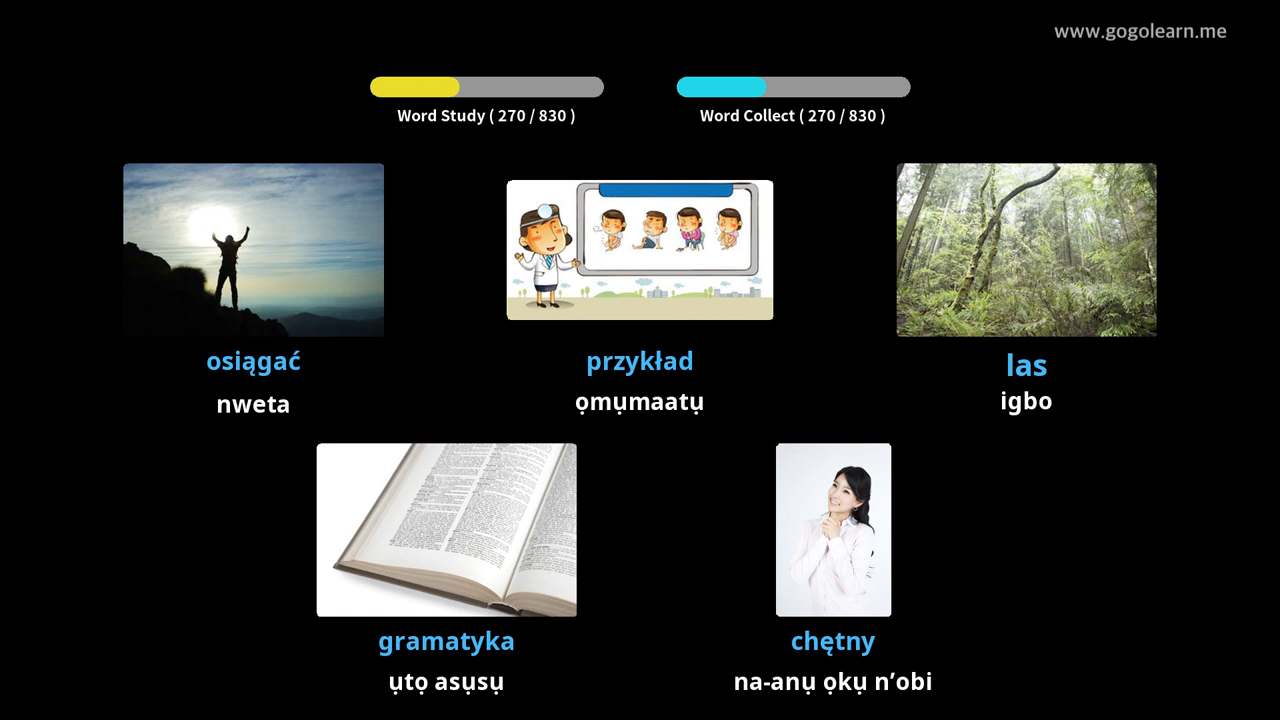 www.gogolearn.me
Word Study ( 270 / 830 )
Word Collect ( 270 / 830 )
osiągać
nweta
przykład
ọmụmaatụ
las
igbo
gramatyka
ụtọ asụsụ
chętny
na-anụ ọkụ n’obi